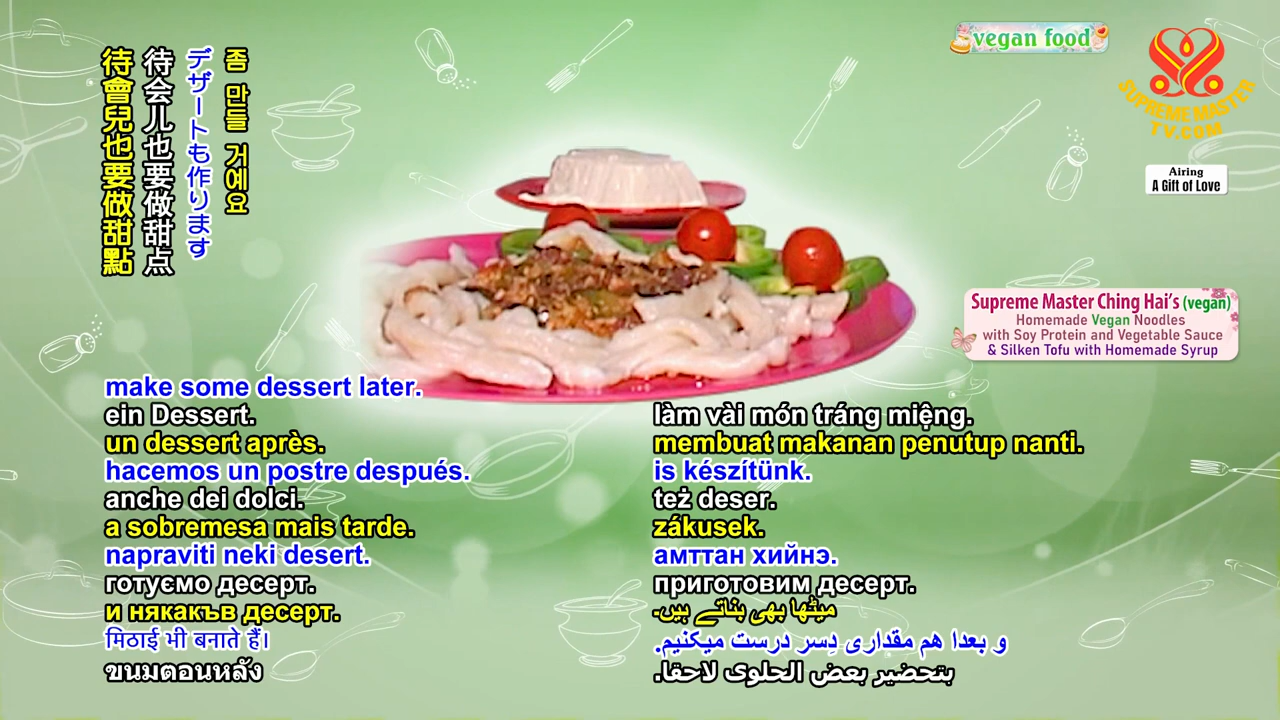 좀 만들 거예요
デザートも作ります
待会儿也要做甜点
待會兒也要做甜點
vegan food
SUPREME MASTER
TV.COM
Airing
A Gift of Love
Supreme Master Ching Hai's (vegan)
Homemade Vegan Noodles
with Soy Protein and Vegetable Sauce
& Silken Tofu with Homemade Syrup
make some dessert later.
ein Dessert.
un dessert après.
hacemos un postre después.
anche dei dolci.
a sobremesa mais tarde.
napraviti neki desert.
готуємо десерт.
и някакъв десерт.
मिठाई भी बनाते हैं।
ขนมตอนหลัง
làm vài món tráng miệng.
membuat makanan penutup nanti.
is készítünk.
też deser.
zákusek.
амттан хийнэ.
приготовим десерт.
میٹھا بھی بناتے ہیں۔
و بعدا هم مقداری دِسر درست میکنیم.
بتحضير بعض الحلوى لاحقا.